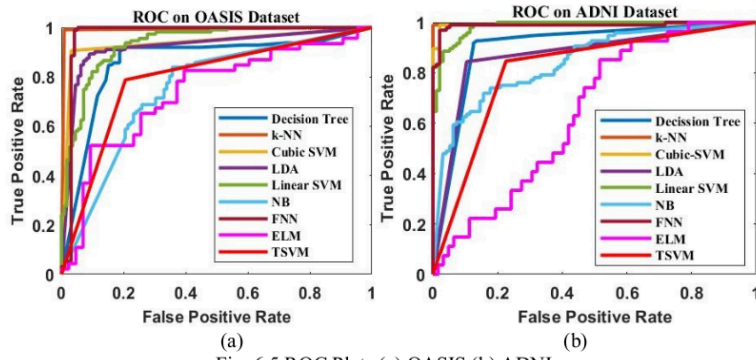 ROC on OASIS Dataset
True Positive Rate
1
0.8
0.6
0.4
0.2
0
Decision Tree
k-NN
Cubic SVM
LDA
Linear SVM
NB
FNN
ELM
TSVM
0 0.2 0.4 0.6 0.8 1
False Positive Rate
(a)
ROC on ADNI Dataset
True Positive Rate
1
0.8
0.6
0.4
0.2
0
Decission Tree
k-NN
Cubic-SVM
LDA
Linear SVM
NB
FNN
ELM
TSVM
0 0.2 0.4 0.6 0.8 1
False Positive Rate
(b)